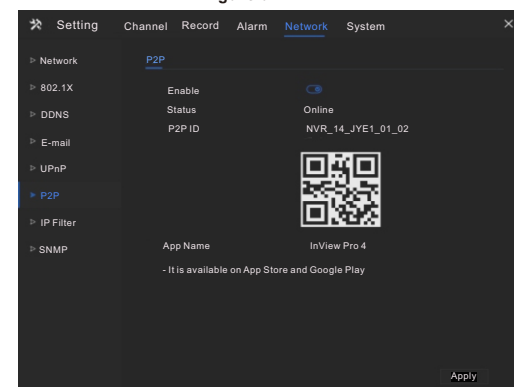 Setting Channel Record Alarm Network System
Network
802.1X
DDNS
E-mail
UPnP
P2P
IP Filter
SNMP
P2P
Enable
Status Online
P2P ID NVR_14_JYE1_01_02
App Name InView Pro 4
- It is available on App Store and Google Play
Apply